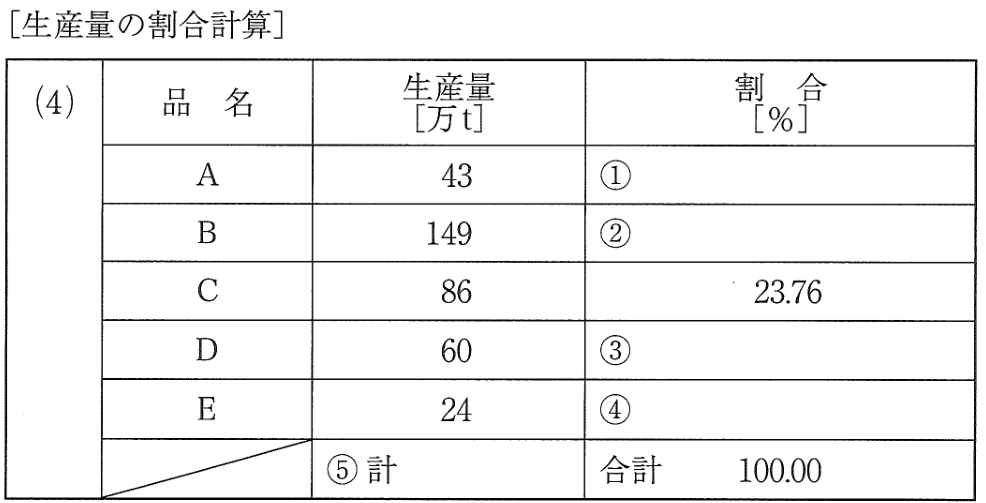 [生産量の割合計算]
(4) 品 名 生産量 [万t] 割 合 [%]
A 43 ①
B 149 ②
C 86 23.76
D 60 ③
E 24 ④
⑤ 計 合計 100.00